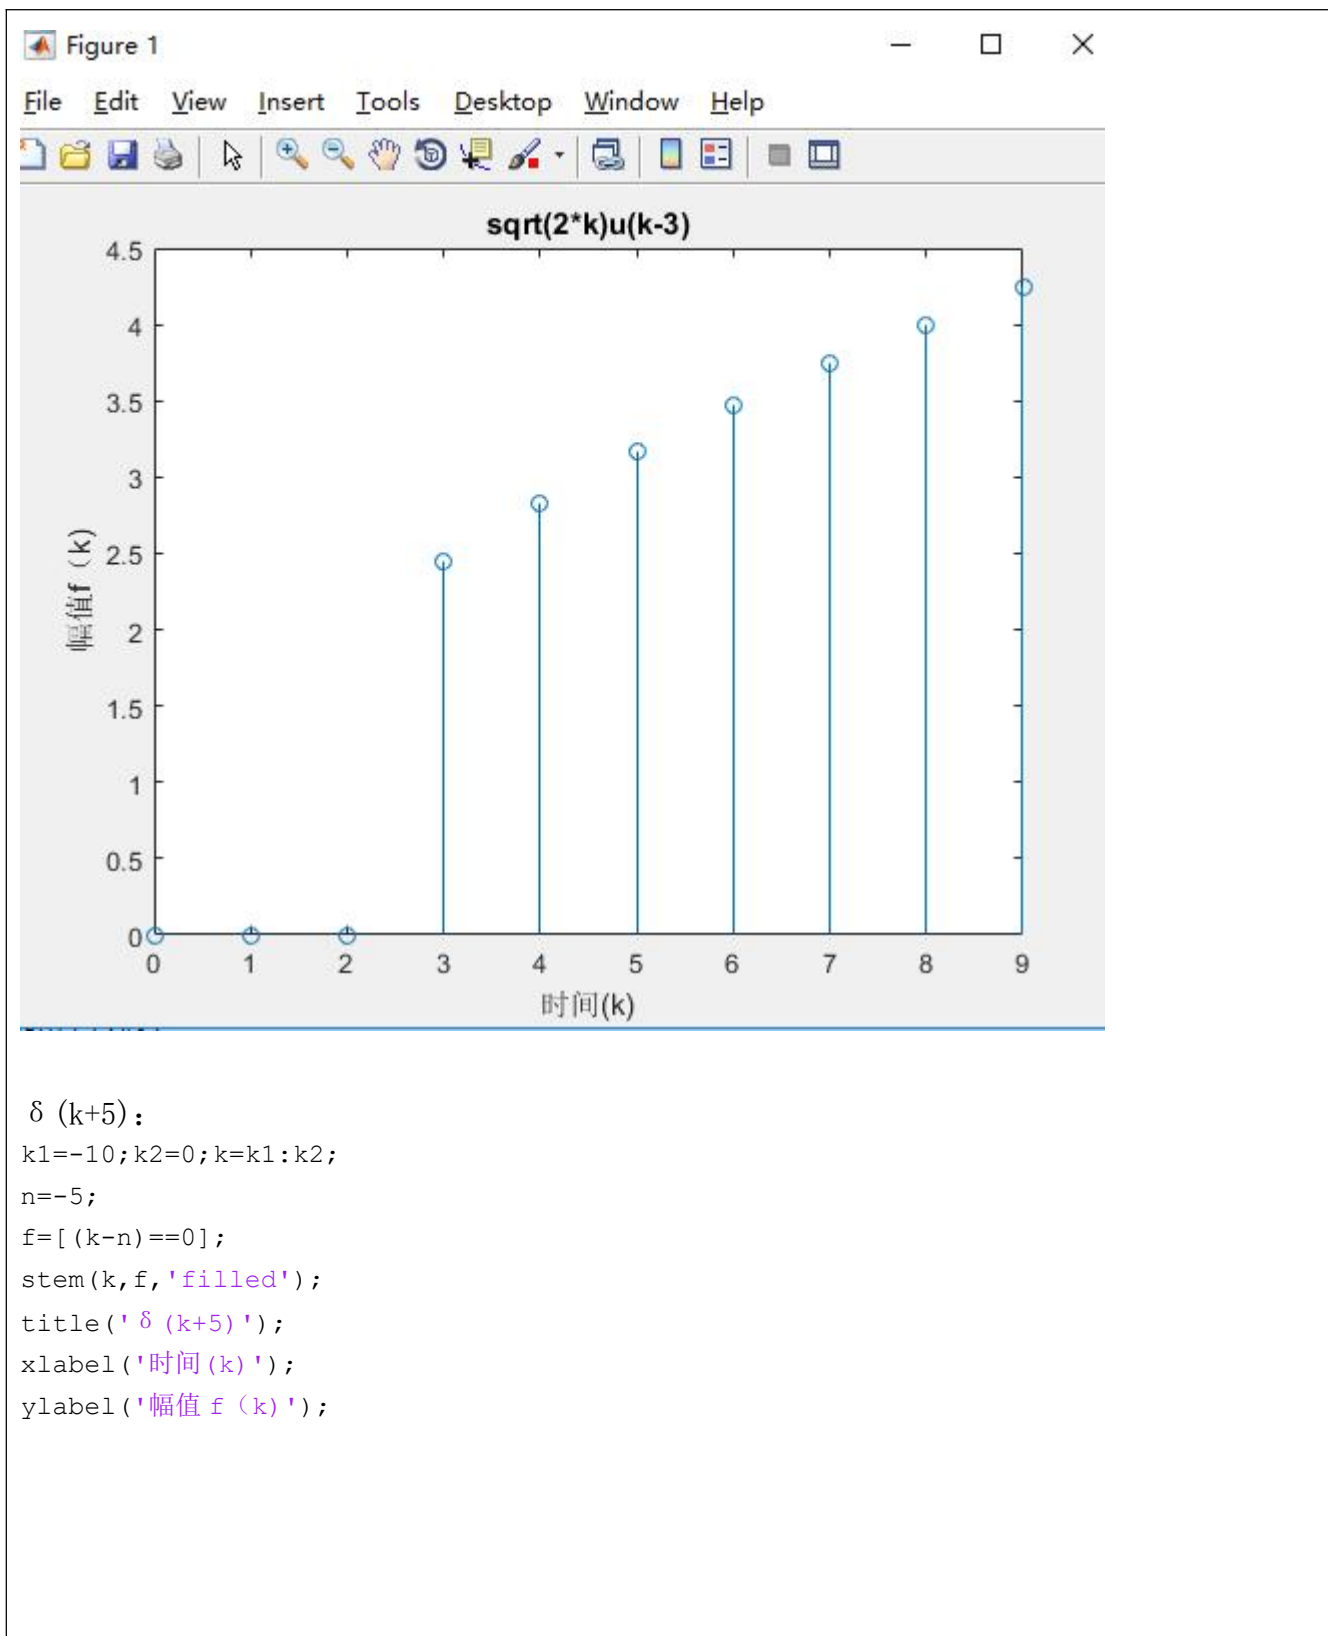 Figure 1
File Edit View Insert Tools Desktop Window Help
sqrt(2*k)u(k-3)
4.5
4
3.5
3
2.5
2
1.5
1
0.5
0
幅值f（k)
0 1 2 3 4 5 6 7 8 9
时间(k)
δ (k+5)：
k1=-10;k2=0;k=k1:k2;
n=-5;
f=[(k-n)==0];
stem(k,f,'filled');
title('δ(k+5)');
xlabel('时间(k)');
ylabel('幅值 f（k)');